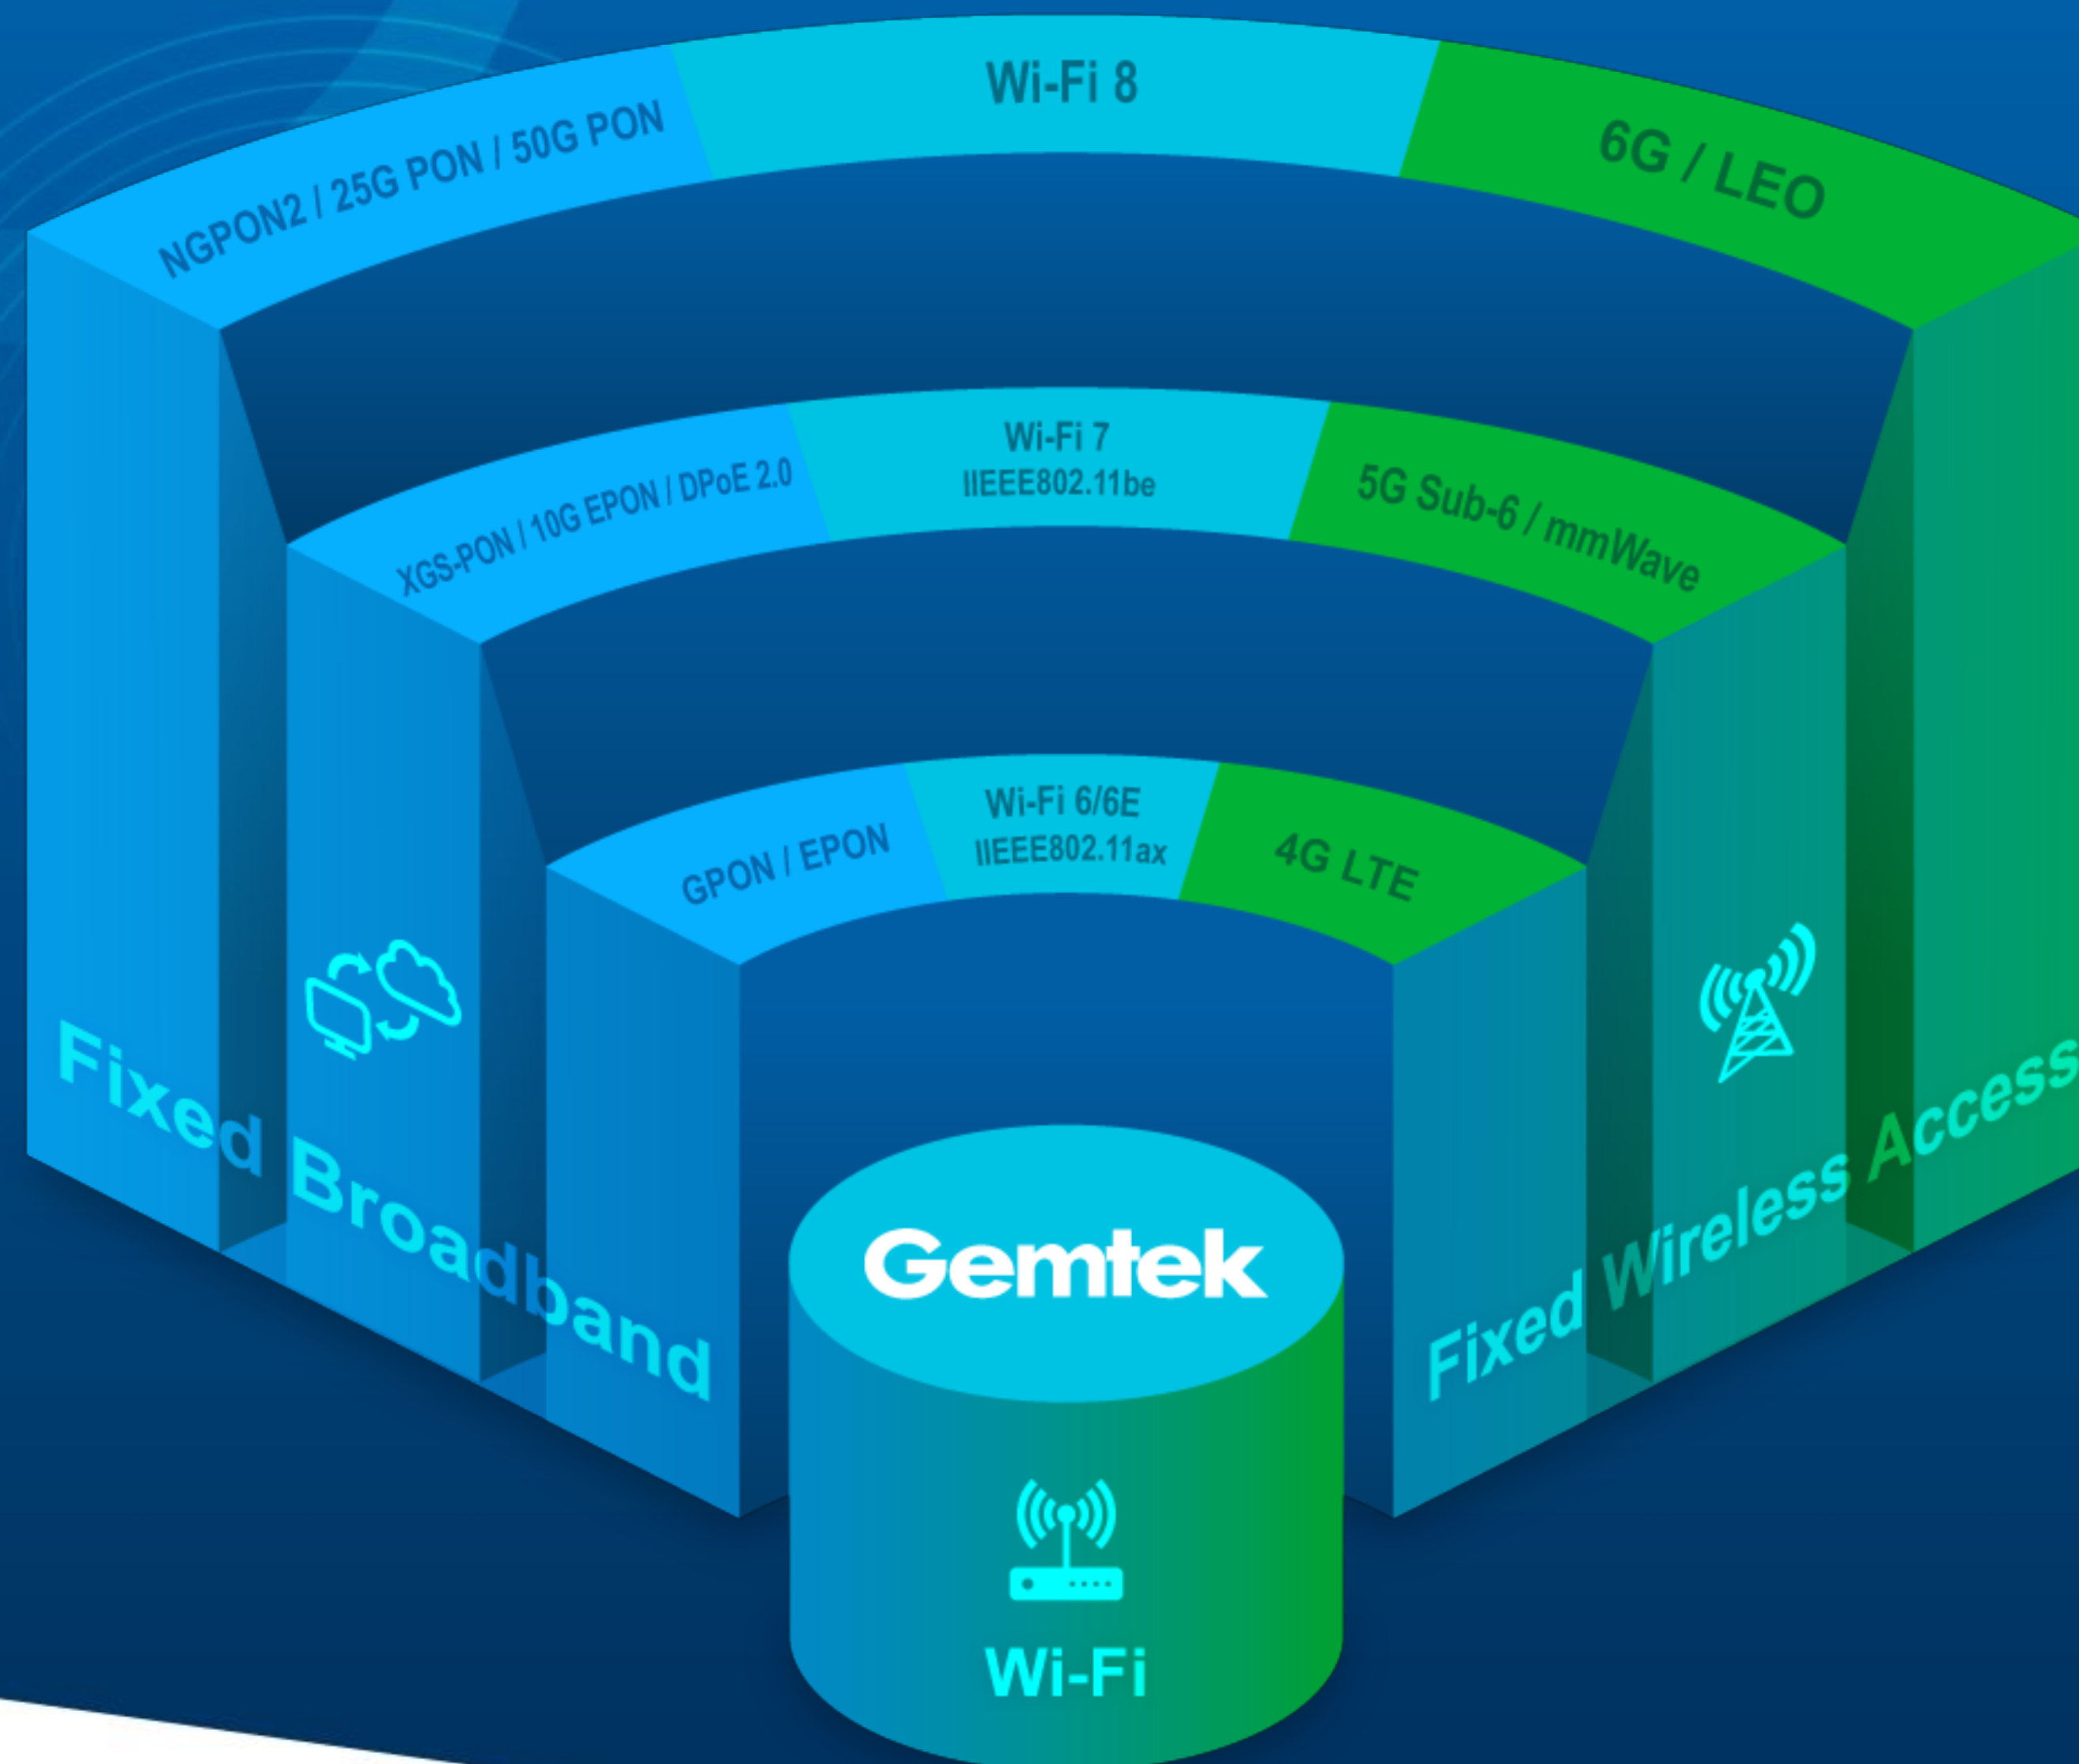 NGPON2 / 25G PON / 50G PON
Wi-Fi 8
6G / LEO
XGS-PON / 10G EPON / DPoE 2.0
Wi-Fi 7
IIEEE802.11be
5G Sub-6 / mmWave
GPON / EPON
Wi-Fi 6/6E
IIEEE802.11ax
4G LTE
Fixed Broadband
Fixed Wireless Access
Gemtek
Wi-Fi